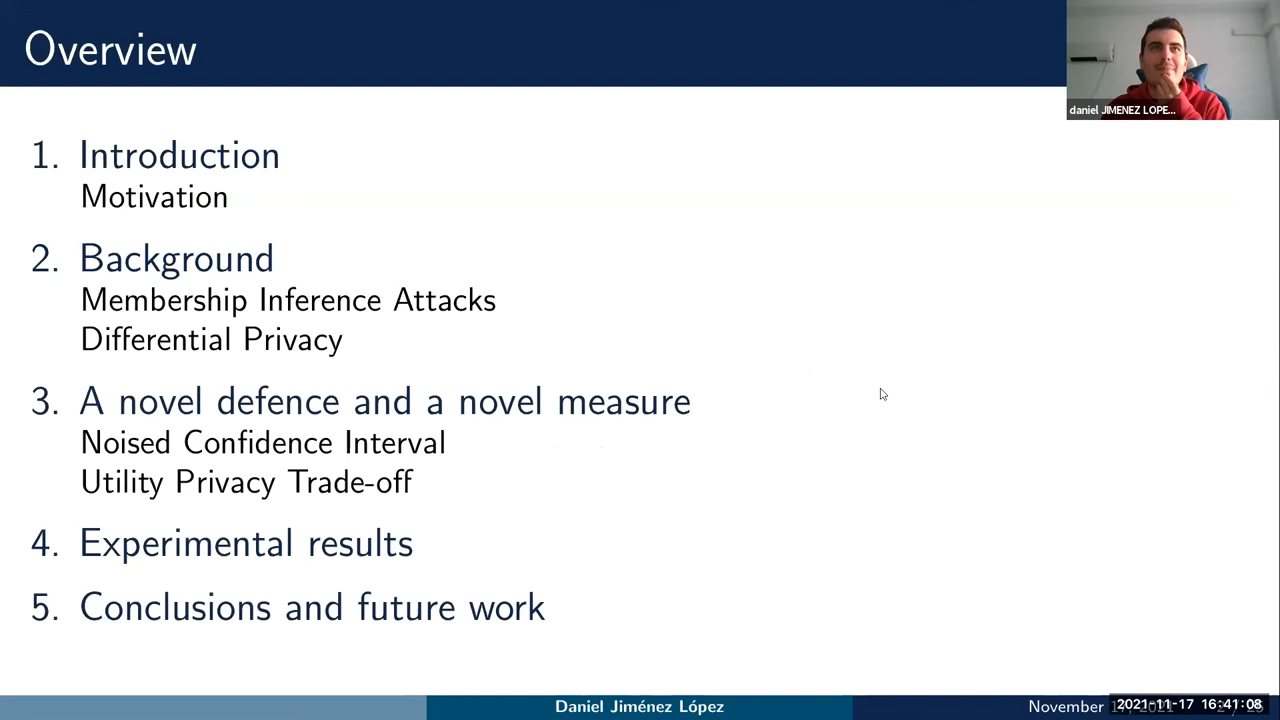 Overview
daniel JIMENEZ LOPE...
1. Introduction
Motivation
2. Background
Membership Inference Attacks
Differential Privacy
3. A novel defence and a novel measure
Noised Confidence Interval
Utility Privacy Trade-off
4. Experimental results
5. Conclusions and future work
Daniel Jiménez López
November
2021-11-17 16:41:08